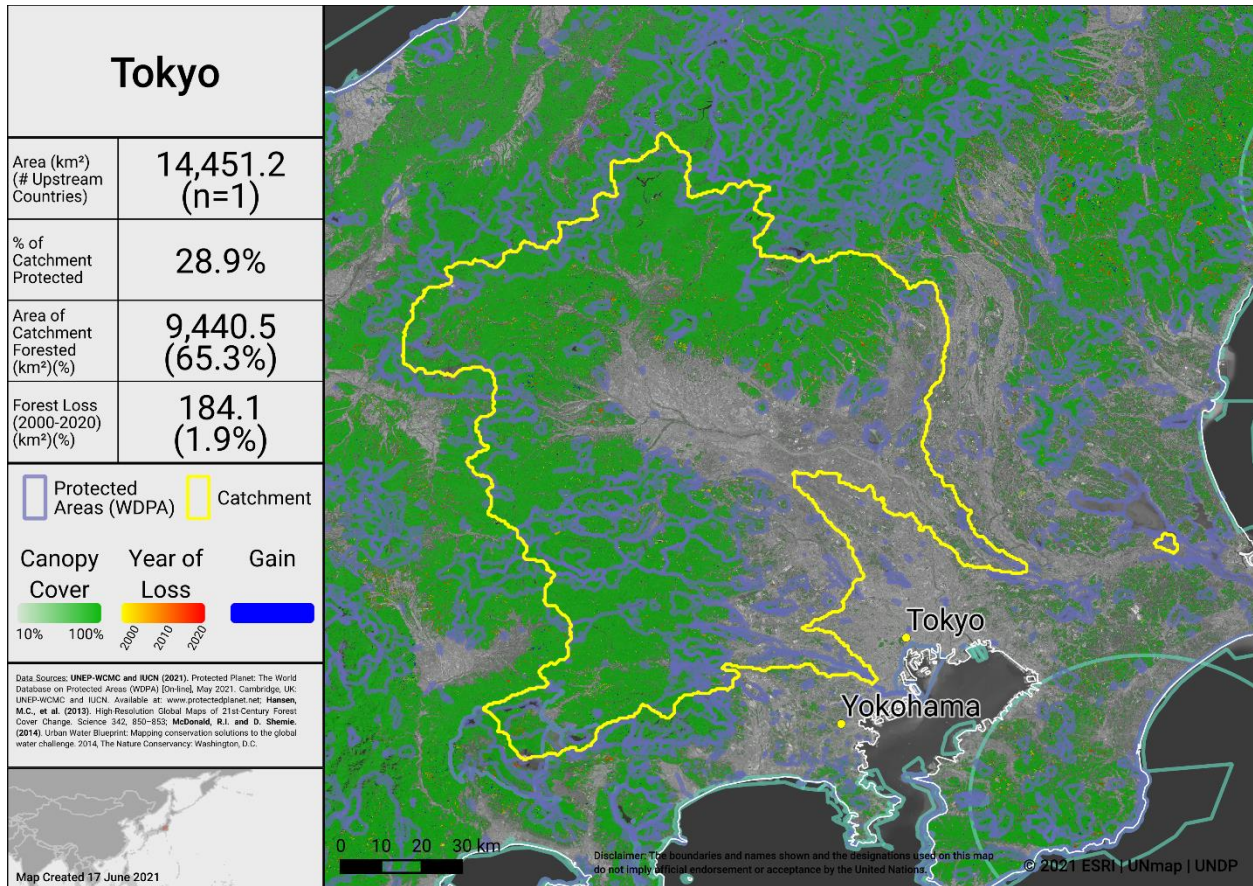 Tokyo
Area (km²)
(# Upstream
Countries)
14,451.2
(n=1)
% of
Catchment
Protected
28.9%
Area of
Catchment
Forested
(km²)(%)
9,440.5
(65.3%)
Forest Loss
(2000-2020)
(km²)(%)
184.1
(1.9%)
Protected
Areas (WDPA)
Catchment
Canopy
Cover
10% 100%
Year of
Loss
2000 2010 2020
Gain
Data Sources: UNEP-WCMC and IUCN (2021). Protected Planet: The World
Database on Protected Areas (WDPA) [On-line], May 2021. Cambridge, UK:
UNEP-WCMC and IUCN. Available at: www.protectedplanet.net; Hansen,
M.C., et al. (2013). High-Resolution Global Maps of 21st-Century Forest
Cover Change. Science 342, 850–853; McDonald, R.I. and D. Shemie.
(2014). Urban Water Blueprint: Mapping conservation solutions to the global
water challenge. 2014, The Nature Conservancy: Washington, D.C.
Map Created 17 June 2021
Tokyo
Yokohama
0 10 20 30 km
Disclaimer: The boundaries and names shown and the designations used on this map
do not imply official endorsement or acceptance by the United Nations.
© 2021 ESRI | UNmap | UNDP